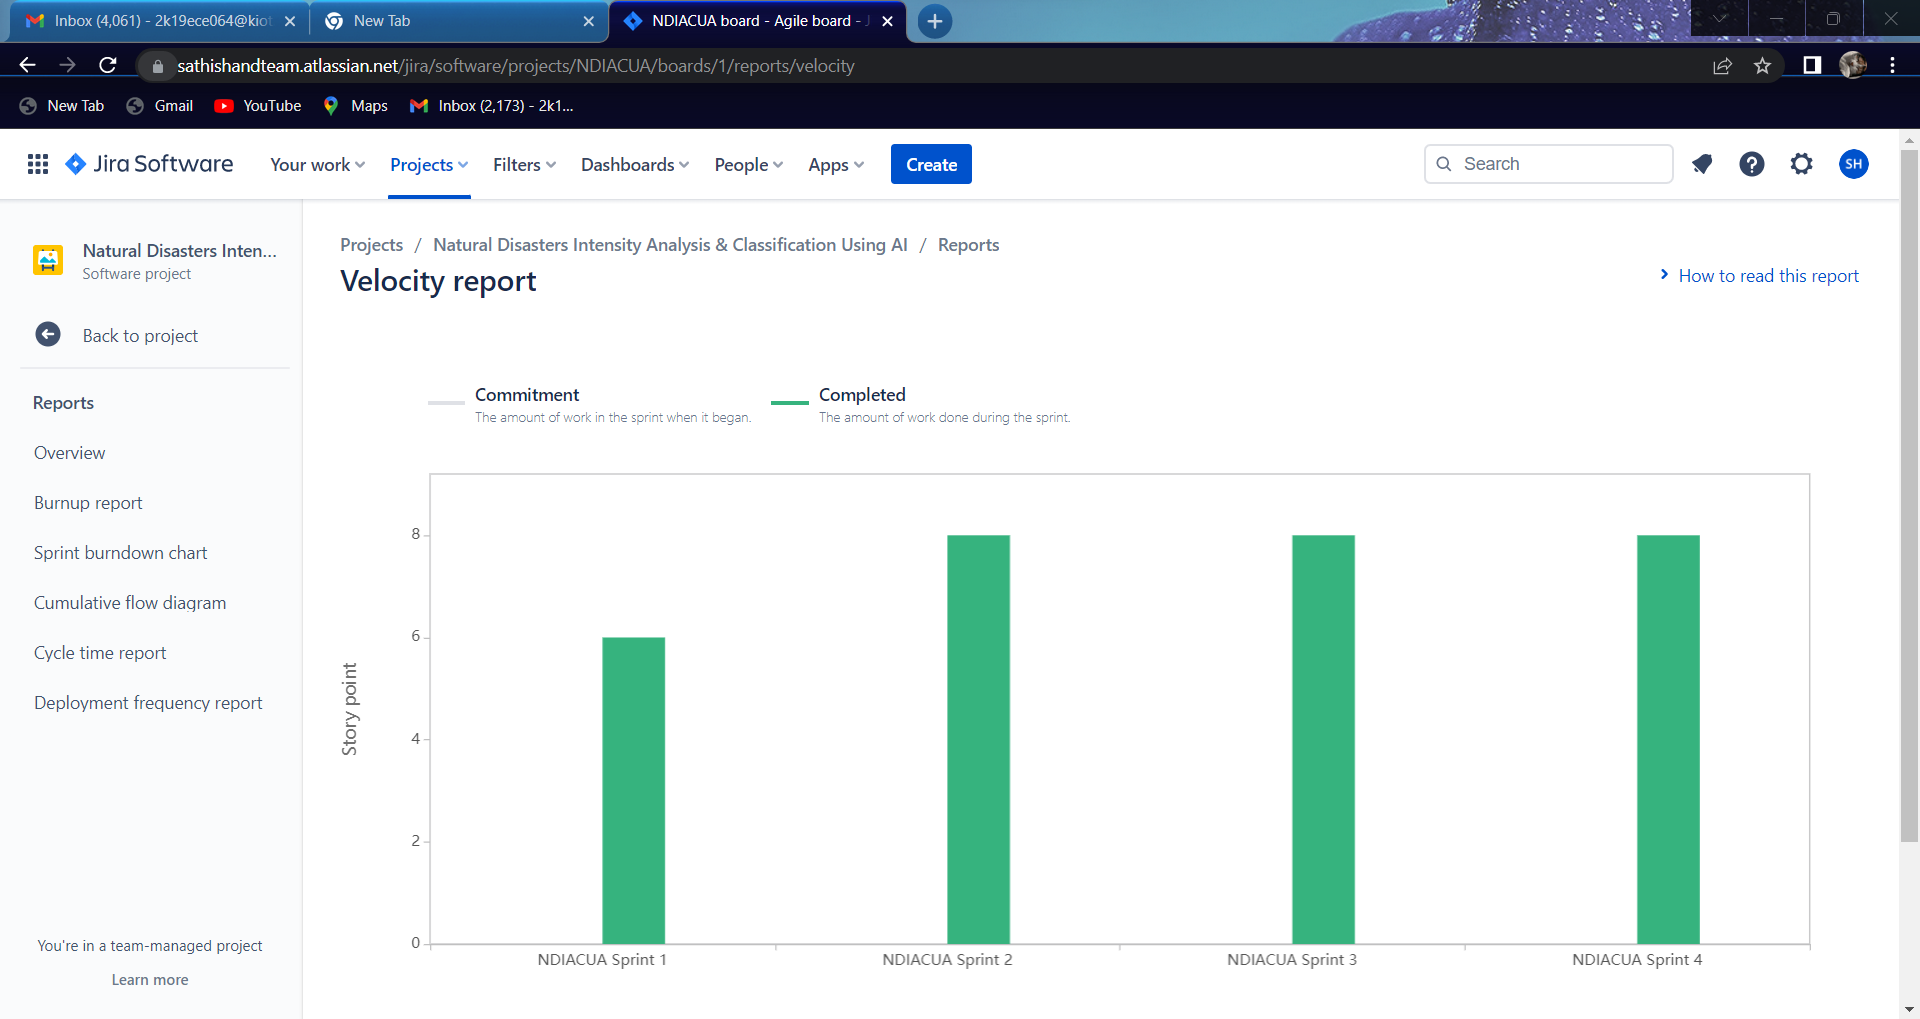 Inbox (4,061) - 2k19ece064@kiot
New Tab
NDIACUA board - Agile board - J
sathishandteam.atlassian.net/jira/software/projects/NDIACUA/boards/1/reports/velocity
New Tab
Gmail
YouTube
Maps
Inbox (2,173) - 2k1...
Jira Software
Your work
Projects
Filters
Dashboards
People
Apps
Create
Search
SH
Natural Disasters Inten...
Software project
Back to project
Reports
Overview
Burnup report
Sprint burndown chart
Cumulative flow diagram
Cycle time report
Deployment frequency report
You're in a team-managed project
Learn more
Projects / Natural Disasters Intensity Analysis & Classification Using AI / Reports
Velocity report
How to read this report
Commitment
The amount of work in the sprint when it began.
Completed
The amount of work done during the sprint.
Story point
8
6
4
2
0
NDIACUA Sprint 1
NDIACUA Sprint 2
NDIACUA Sprint 3
NDIACUA Sprint 4